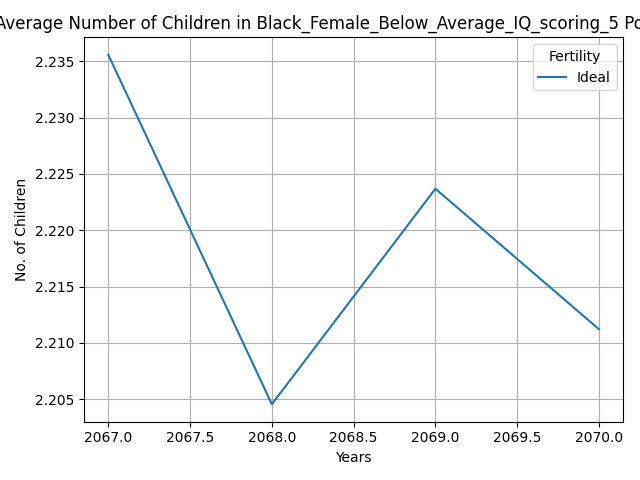 Average Number of Children in Black_Female_Below_Average_IQ_scoring_5 Po
Fertility
Ideal
2.235
2.230
2.225
2.220
2.215
2.210
2.205
No. of Children
2067.0 2067.5 2068.0 2068.5 2069.0 2069.5 2070.0
Years